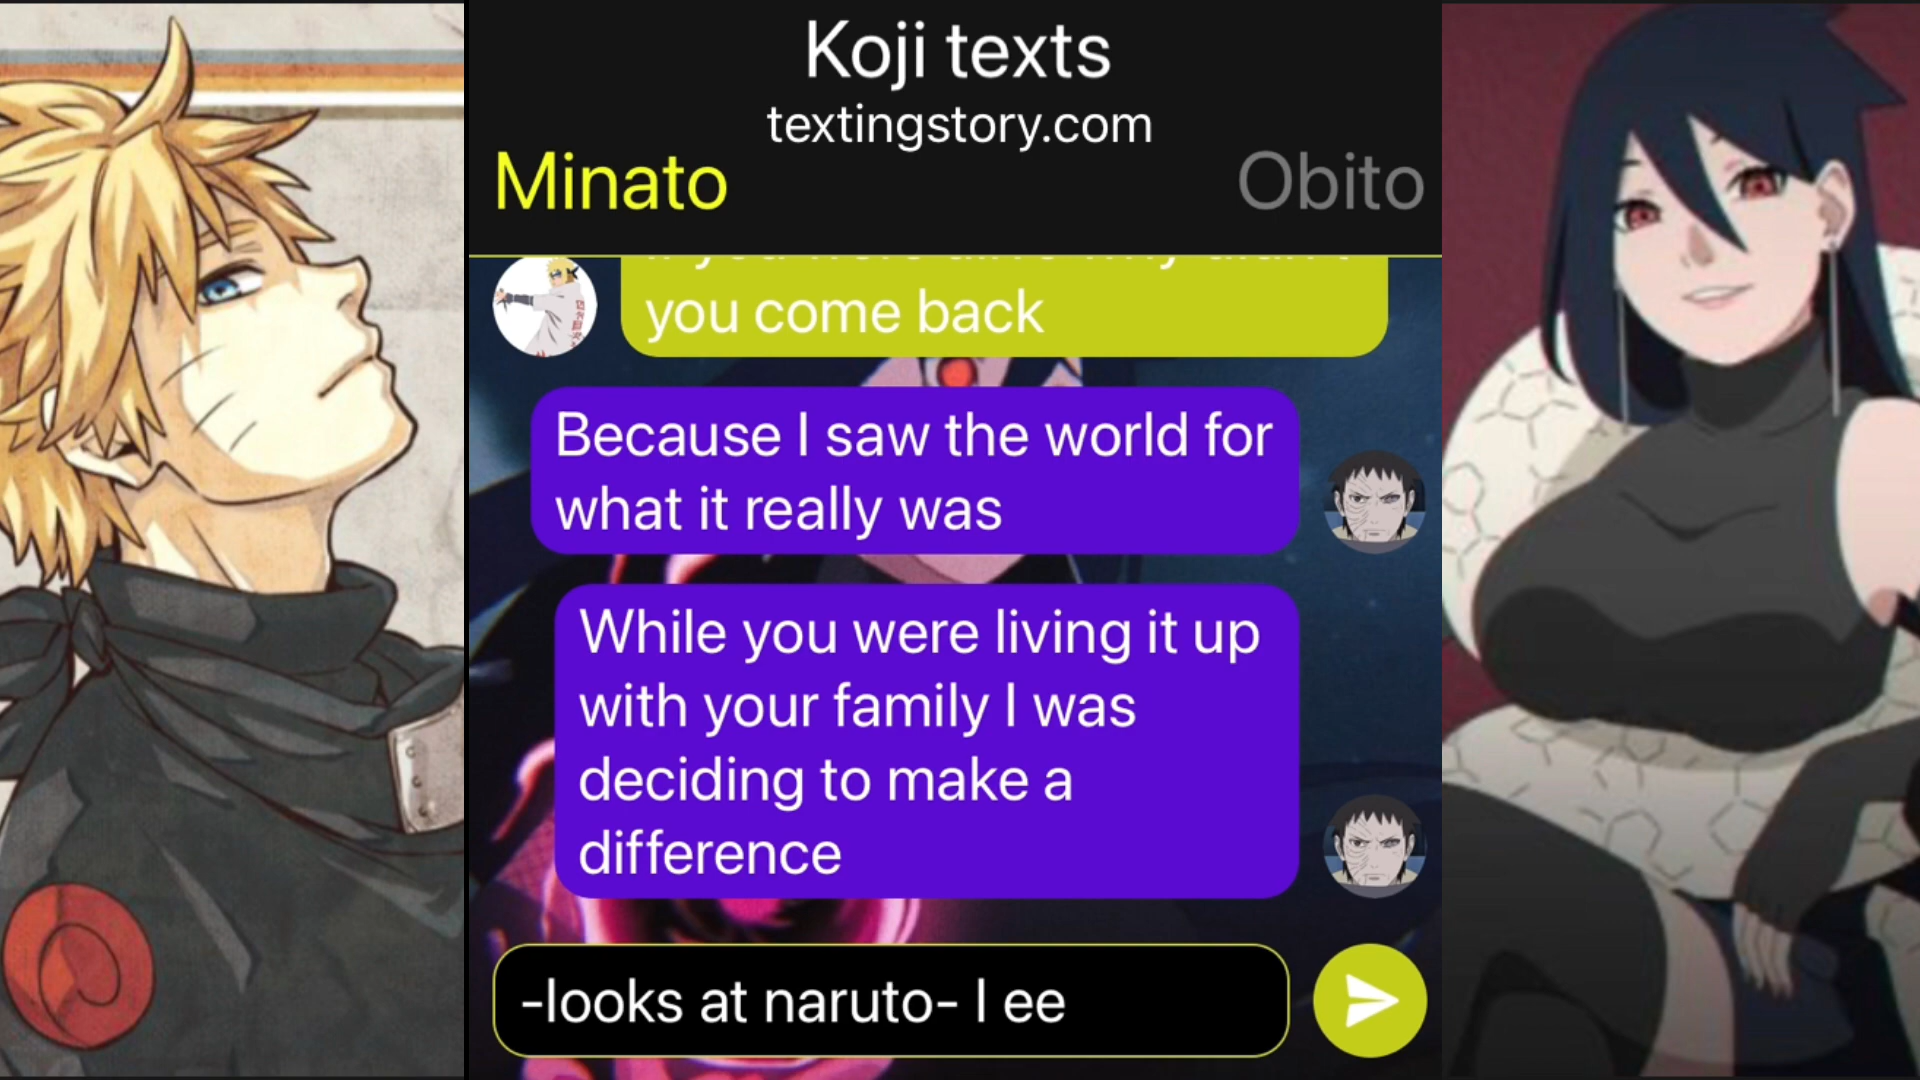 Koji texts
textingstory.com
Minato
Obito
you come back
Because I saw the world for
what it really was
While you were living it up
with your family I was
deciding to make a
difference
-looks at naruto- I ee